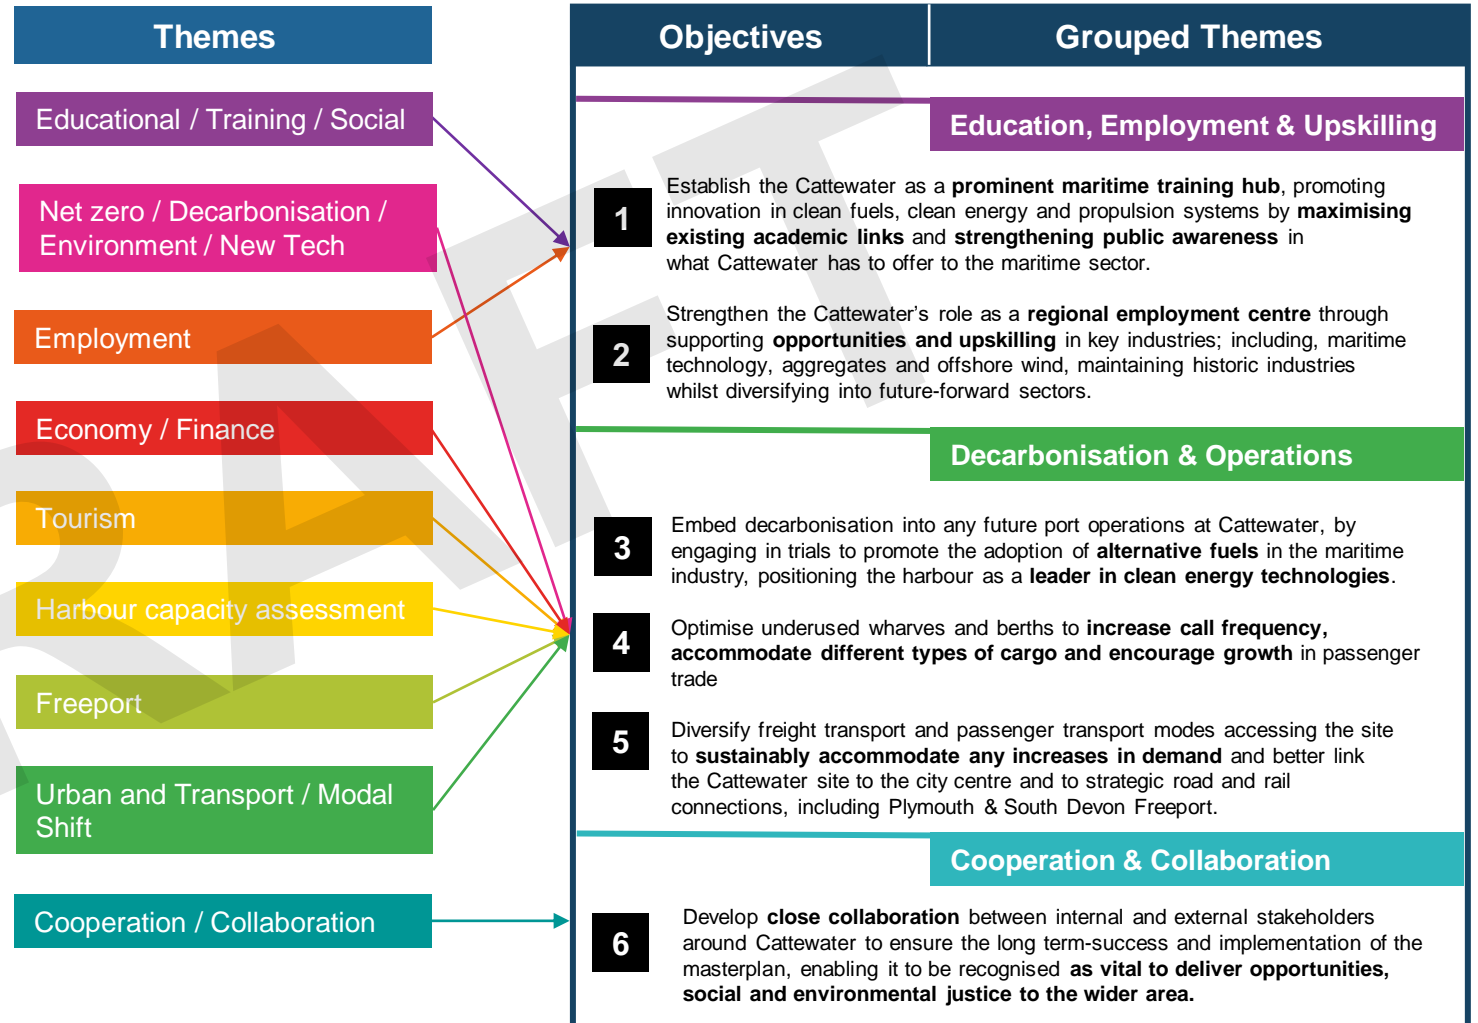 Themes
Educational / Training / Social
Net zero / Decarbonisation /
Environment / New Tech
Employment
Economy / Finance
Tourism
Harbour capacity assessment
Freeport
Urban and Transport / Modal
Shift
Cooperation / Collaboration
Objectives
Grouped Themes
Education, Employment & Upskilling
1
Establish the Cattewater as a prominent maritime training hub, promoting
innovation in clean fuels, clean energy and propulsion systems by maximising
existing academic links and strengthening public awareness in
what Cattewater has to offer to the maritime sector.
2
Strengthen the Cattewater’s role as a regional employment centre through
supporting opportunities and upskilling in key industries; including, maritime
technology, aggregates and offshore wind, maintaining historic industries
whilst diversifying into future-forward sectors.
Decarbonisation & Operations
3
Embed decarbonisation into any future port operations at Cattewater, by
engaging in trials to promote the adoption of alternative fuels in the maritime
industry, positioning the harbour as a leader in clean energy technologies.
4
Optimise underused wharves and berths to increase call frequency,
accommodate different types of cargo and encourage growth in passenger
trade
5
Diversify freight transport and passenger transport modes accessing the site
to sustainably accommodate any increases in demand and better link
the Cattewater site to the city centre and to strategic road and rail
connections, including Plymouth & South Devon Freeport.
Cooperation & Collaboration
6
Develop close collaboration between internal and external stakeholders
around Cattewater to ensure the long term-success and implementation of the
masterplan, enabling it to be recognised as vital to deliver opportunities,
social and environmental justice to the wider area.
RAFT